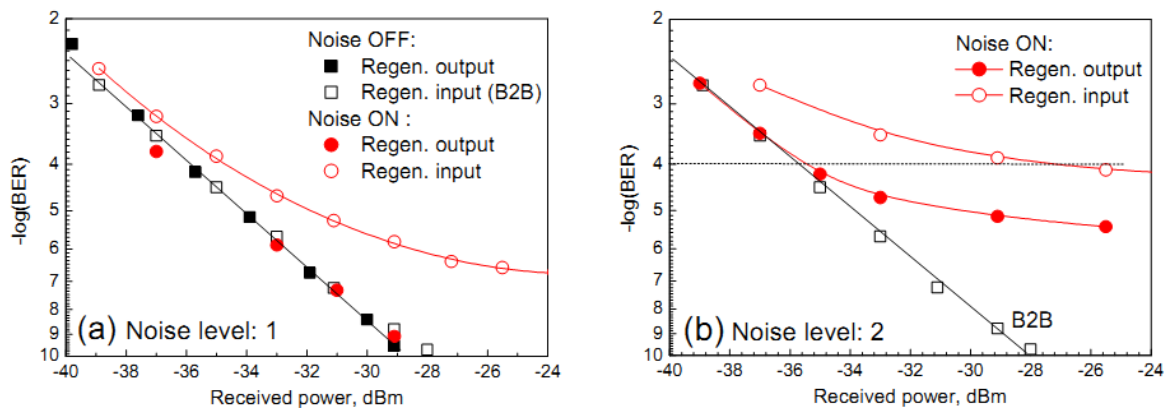 2
3
4
5
6
7
8
9
10
-log(BER)
Noise OFF:
Regen. output
Regen. input (B2B)
Noise ON :
Regen. output
Regen. input
(a) Noise level: 1
-40 -38 -36 -34 -32 -30 -28 -26 -24
Received power, dBm
2
3
4
5
6
7
8
9
10
-log(BER)
Noise ON:
Regen. output
Regen. input
B2B
(b) Noise level: 2
-40 -38 -36 -34 -32 -30 -28 -26 -24
Received power, dBm